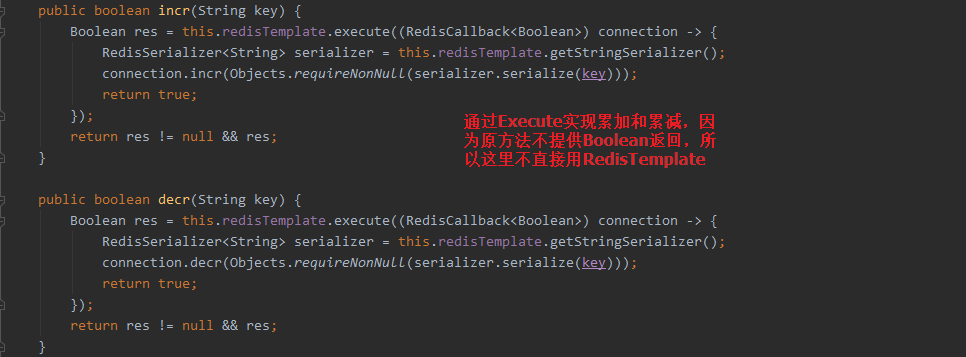 public boolean incr(String key) {
Boolean res = this.redisTemplate.execute((RedisCallback<Boolean>) connection -> {
RedisSerializer<String> serializer = this.redisTemplate.getStringSerializer();
connection.incr(Objects.requireNonNull(serializer.serialize(key)));
return true;
});
return res != null && res;
}
通过Execute实现累加和累减，因
为原方法不提供Boolean返回，所
以这里不直接用RedisTemplate
public boolean decr(String key) {
Boolean res = this.redisTemplate.execute((RedisCallback<Boolean>) connection -> {
RedisSerializer<String> serializer = this.redisTemplate.getStringSerializer();
connection.decr(Objects.requireNonNull(serializer.serialize(key)));
return true;
});
return res != null && res;
}